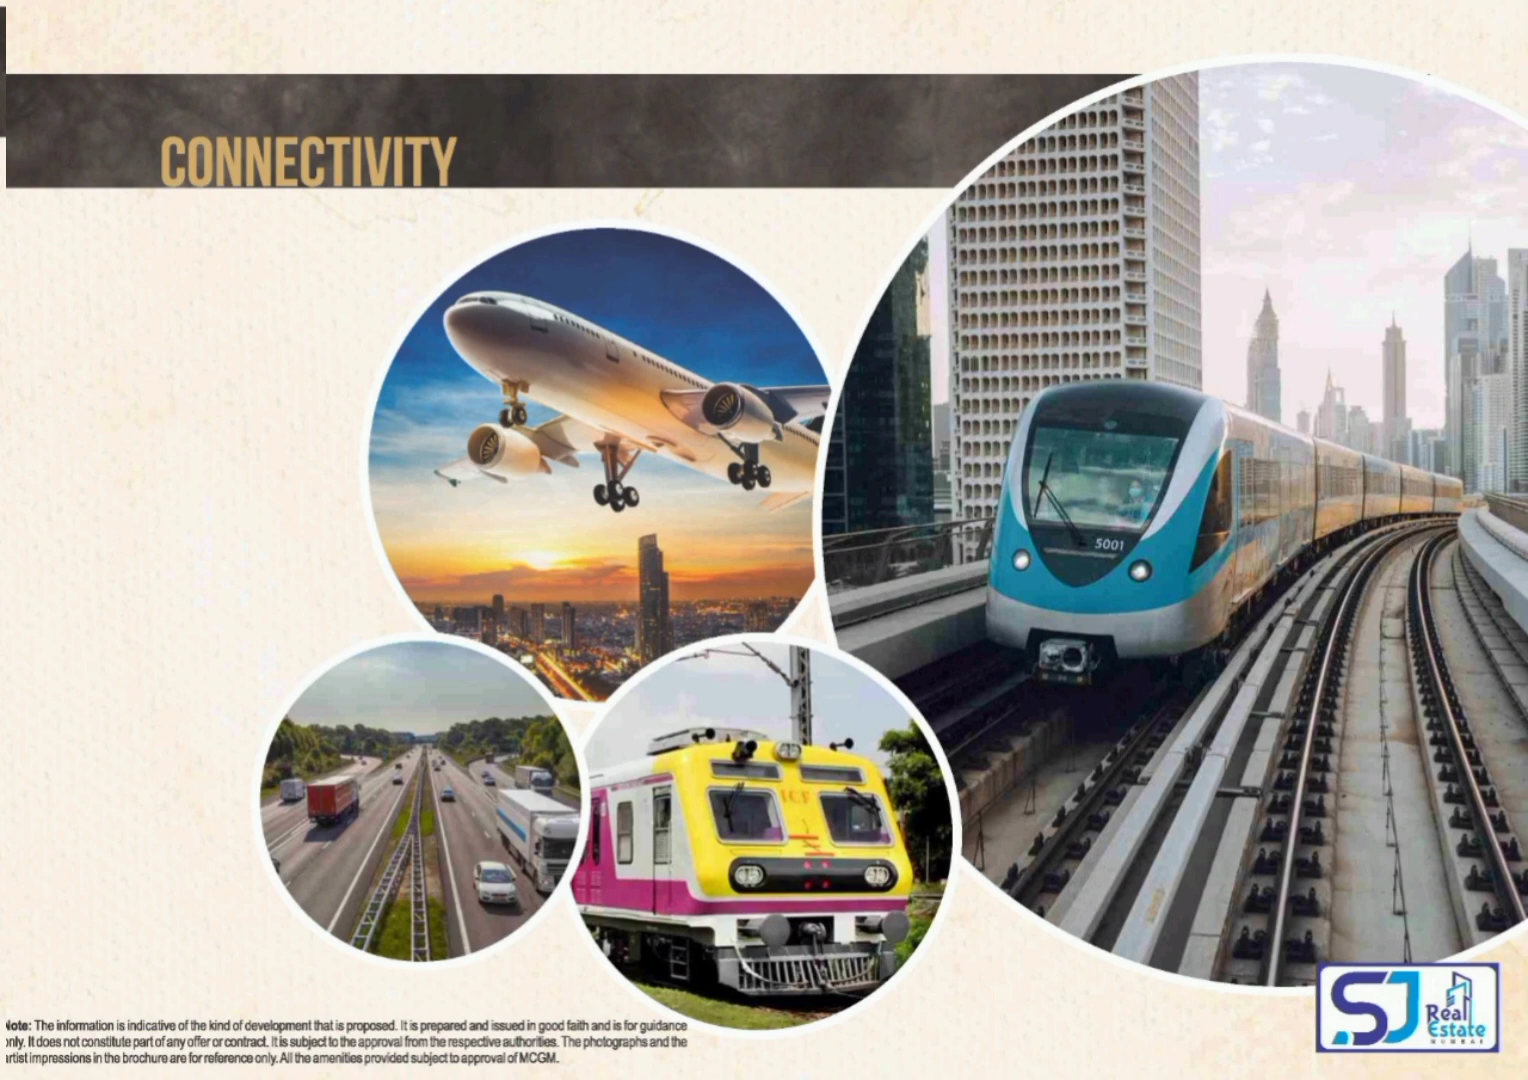 CONNECTIVITY
5001
ICF
Note: The information is indicative of the kind of development that is proposed. It is prepared and issued in good faith and is for guidance
only. It does not constitute part of any offer or contract. It is subject to the approval from the respective authorities. The photographs and the
artist impressions in the brochure are for reference only. All the amenities provided subject to approval of MCGM.
SJ
Real
Estate
MUMBAI